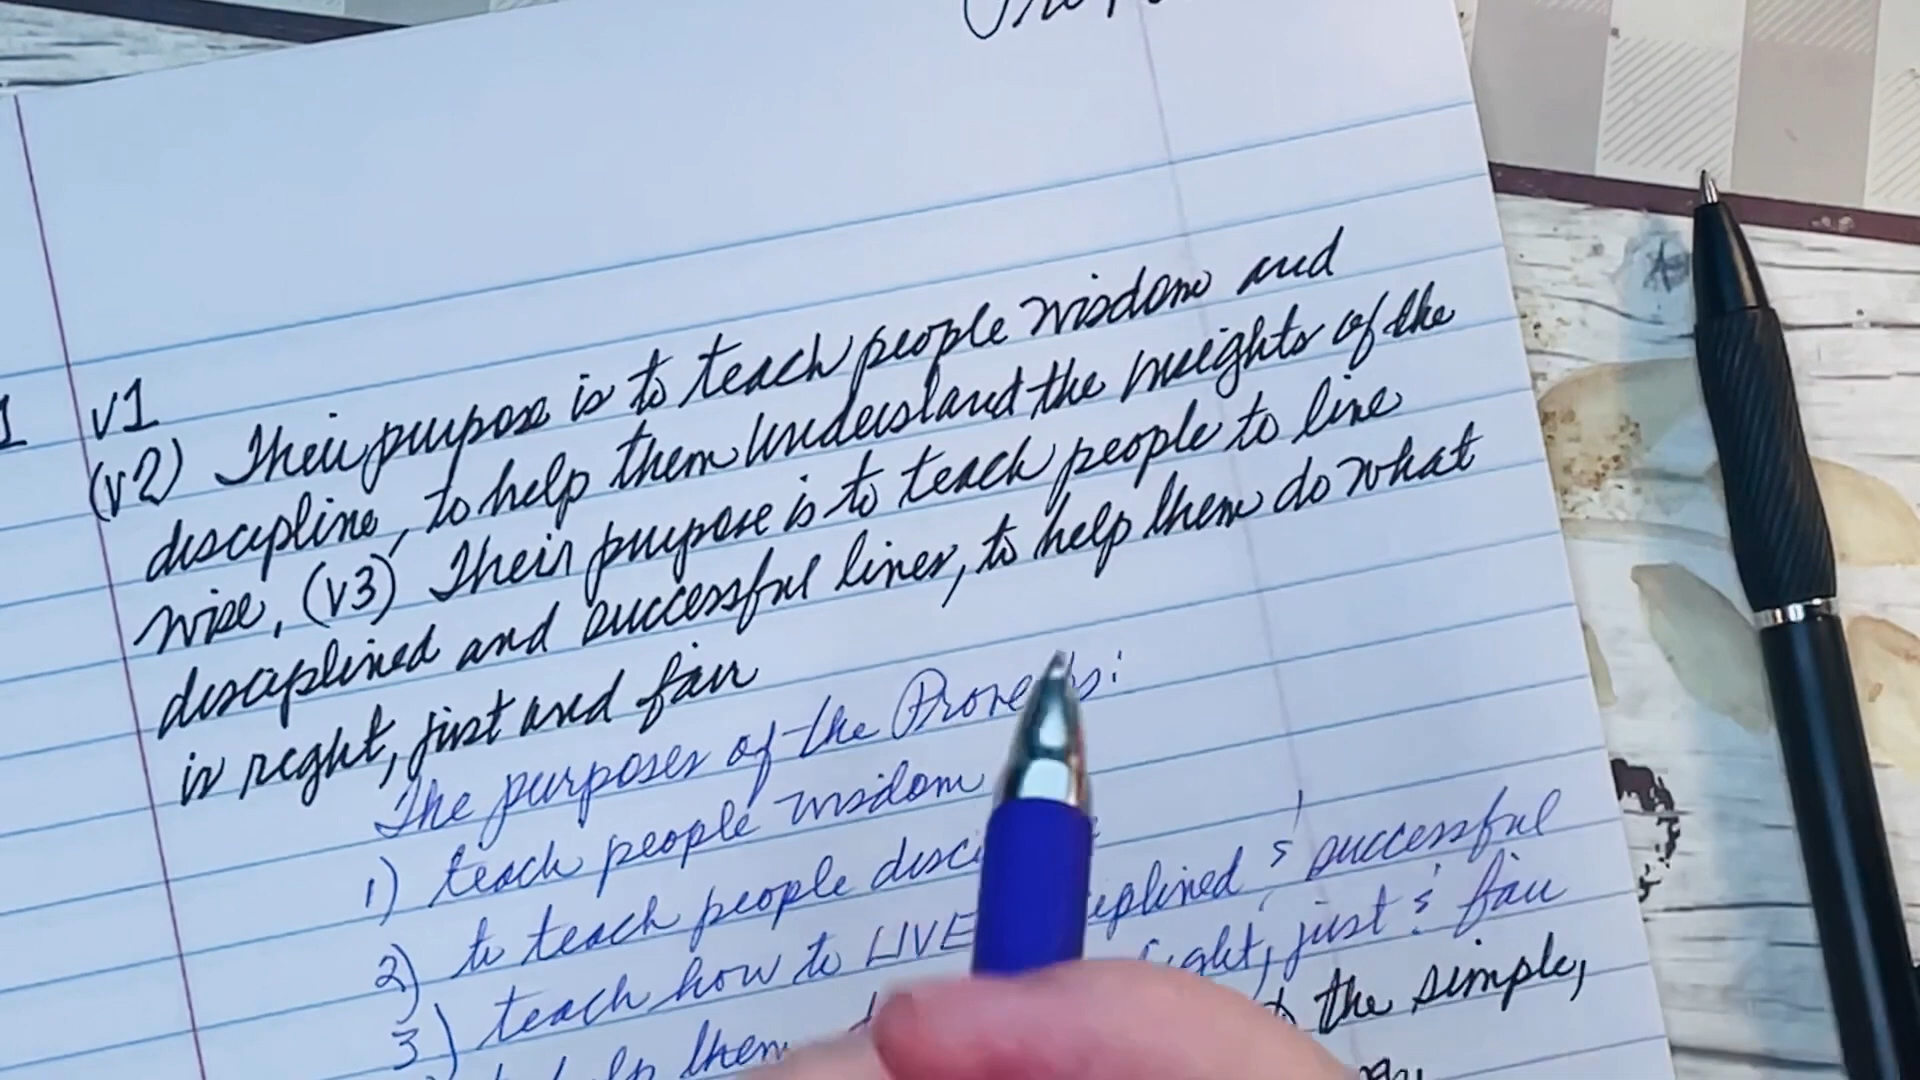 1 v1
(v2) Their purpose is to teach people wisdom and
discipline, to help them understand the insights of the
wise, (v3) Their purpose is to teach people to live
disciplined and successful lives, to help them do what
is right, just and fair
The purposes of the Proverbs:
1) teach people wisdom
2) to teach people
3) teach how to LIVE & successful
help them right, just & fair
the simple,